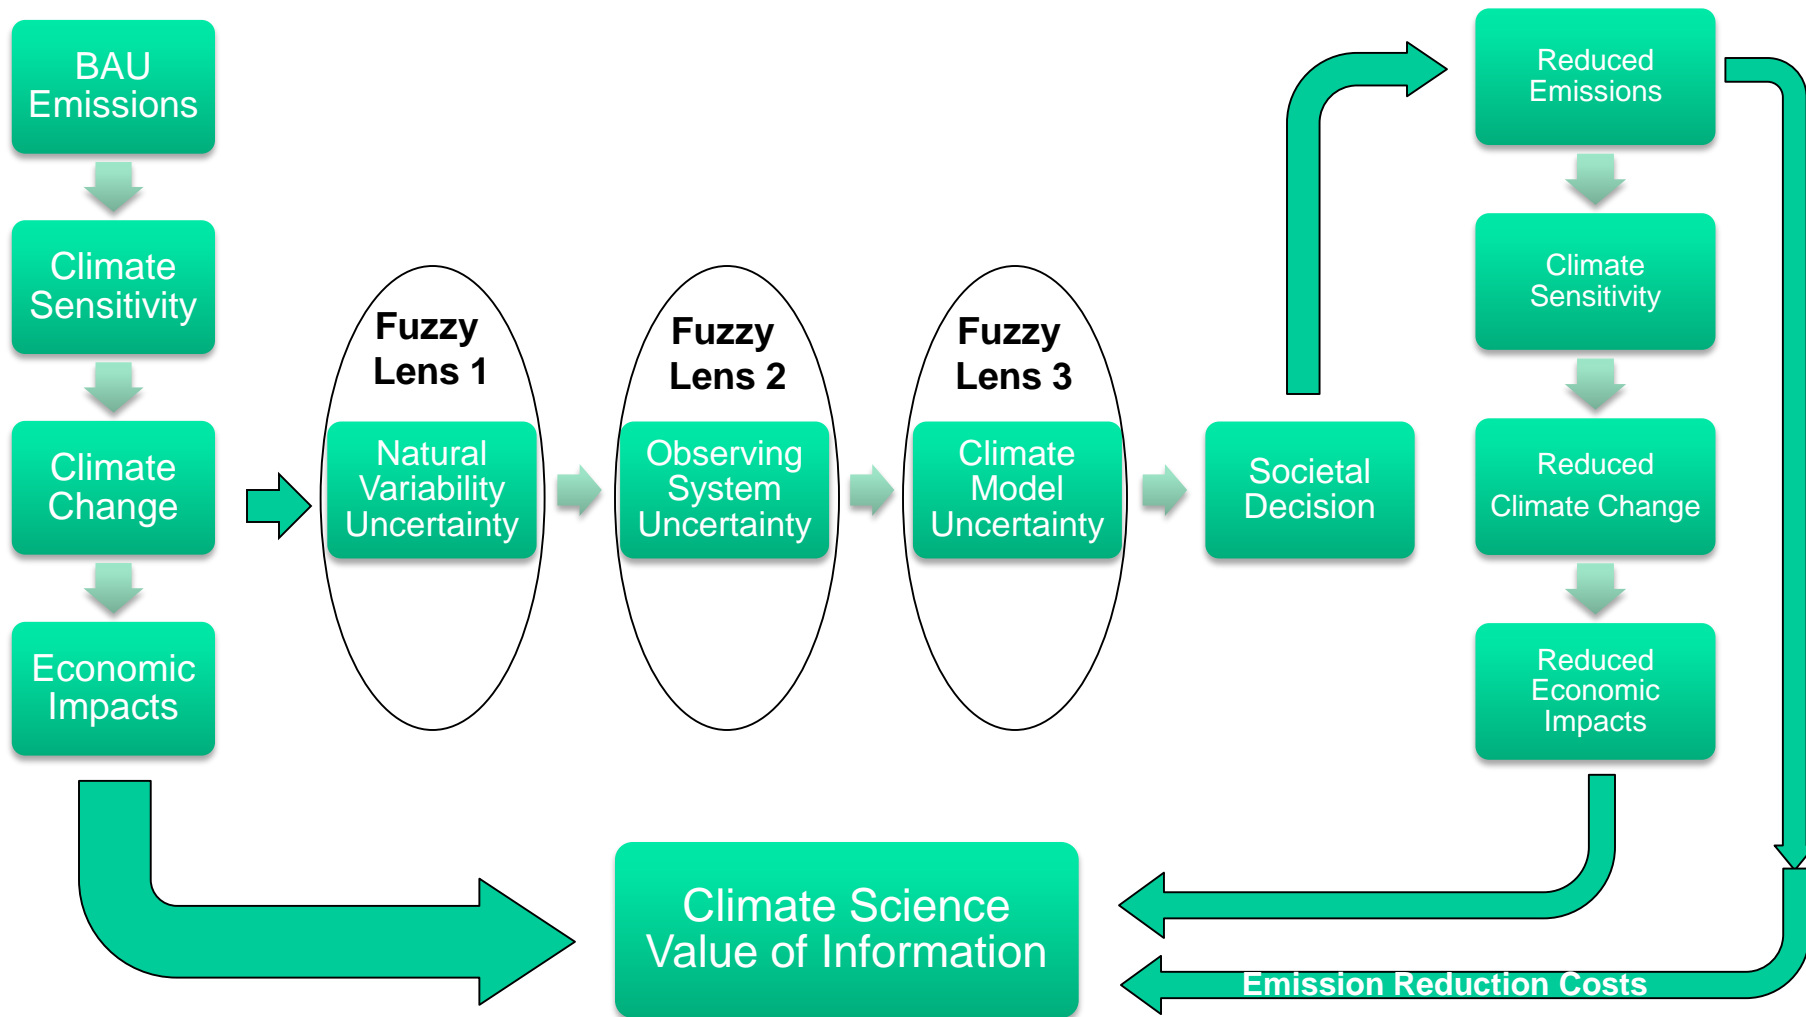 BAU
Emissions
Climate
Sensitivity
Climate
Change
Economic
Impacts
Fuzzy
Lens 1
Natural
Variability
Uncertainty
Fuzzy
Lens 2
Observing
System
Uncertainty
Fuzzy
Lens 3
Climate
Model
Uncertainty
Societal
Decision
Reduced
Emissions
Climate
Sensitivity
Reduced
Climate Change
Reduced
Economic
Impacts
Climate Science
Value of Information
Emission Reduction Costs